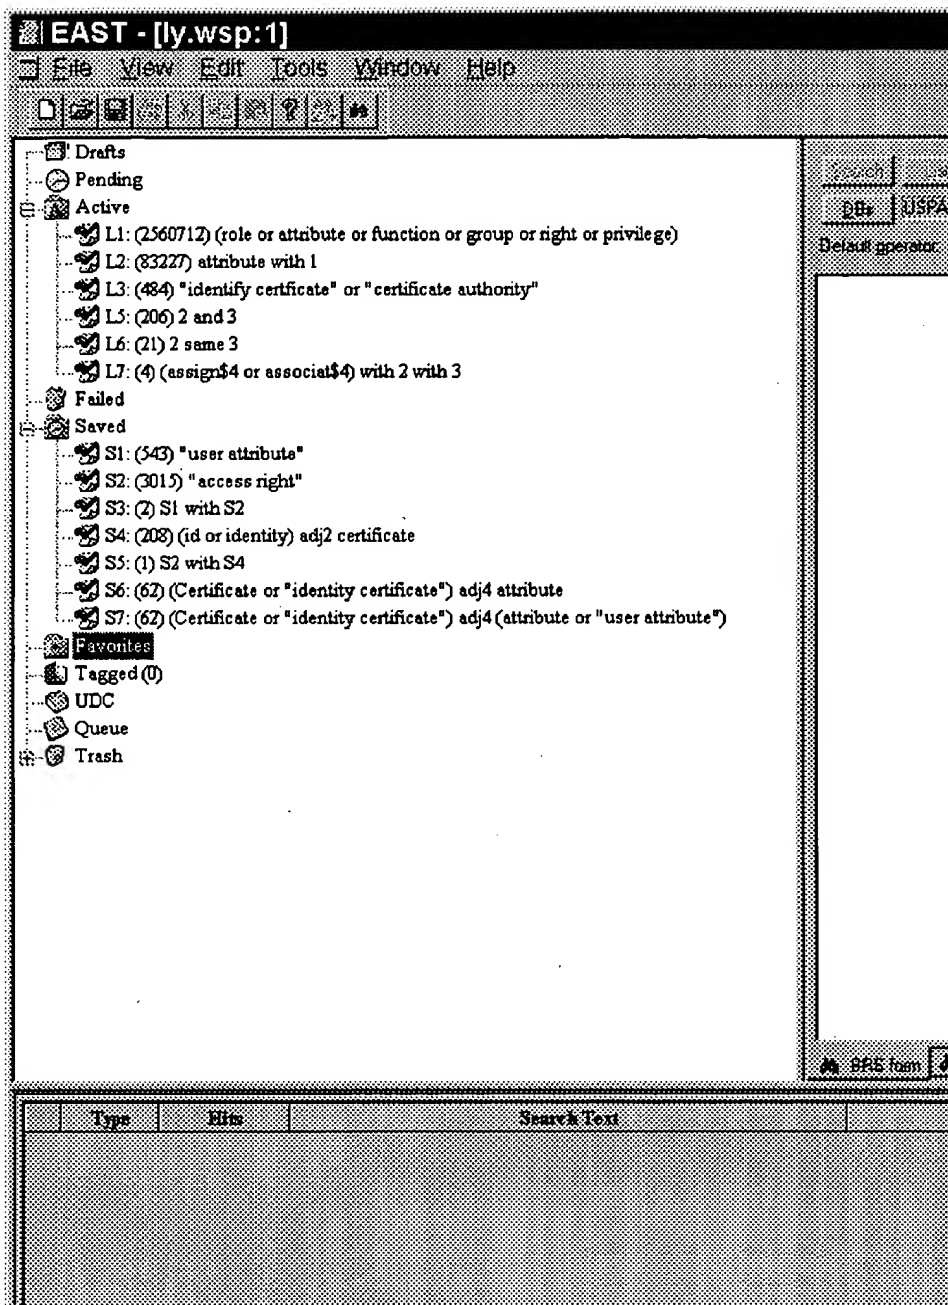 EAST - [ly.wsp:1]
File View Edit Tools Window Help
Drafts
Pending
Active
L1: (2560712) (role or attribute or function or group or right or privilege)
L2: (83227) attribute with 1
L3: (484) "identify certficate" or "certificate authority"
L5: (206) 2 and 3
L6: (21) 2 same 3
L7: (4) (assign$4 or associat$4) with 2 with 3
Failed
Saved
S1: (543) "user attribute"
S2: (3015) "access right"
S3: (2) S1 with S2
S4: (208) (id or identity) adj2 certificate
S5: (1) S2 with S4
S6: (62) (Certificate or "identity certificate") adj4 attribute
S7: (62) (Certificate or "identity certificate") adj4 (attribute or "user attribute")
Favorites
Tagged (0)
UDC
Queue
Trash
Search
DBs USPA
Default operator:
BRS form
Type Hits Search Text